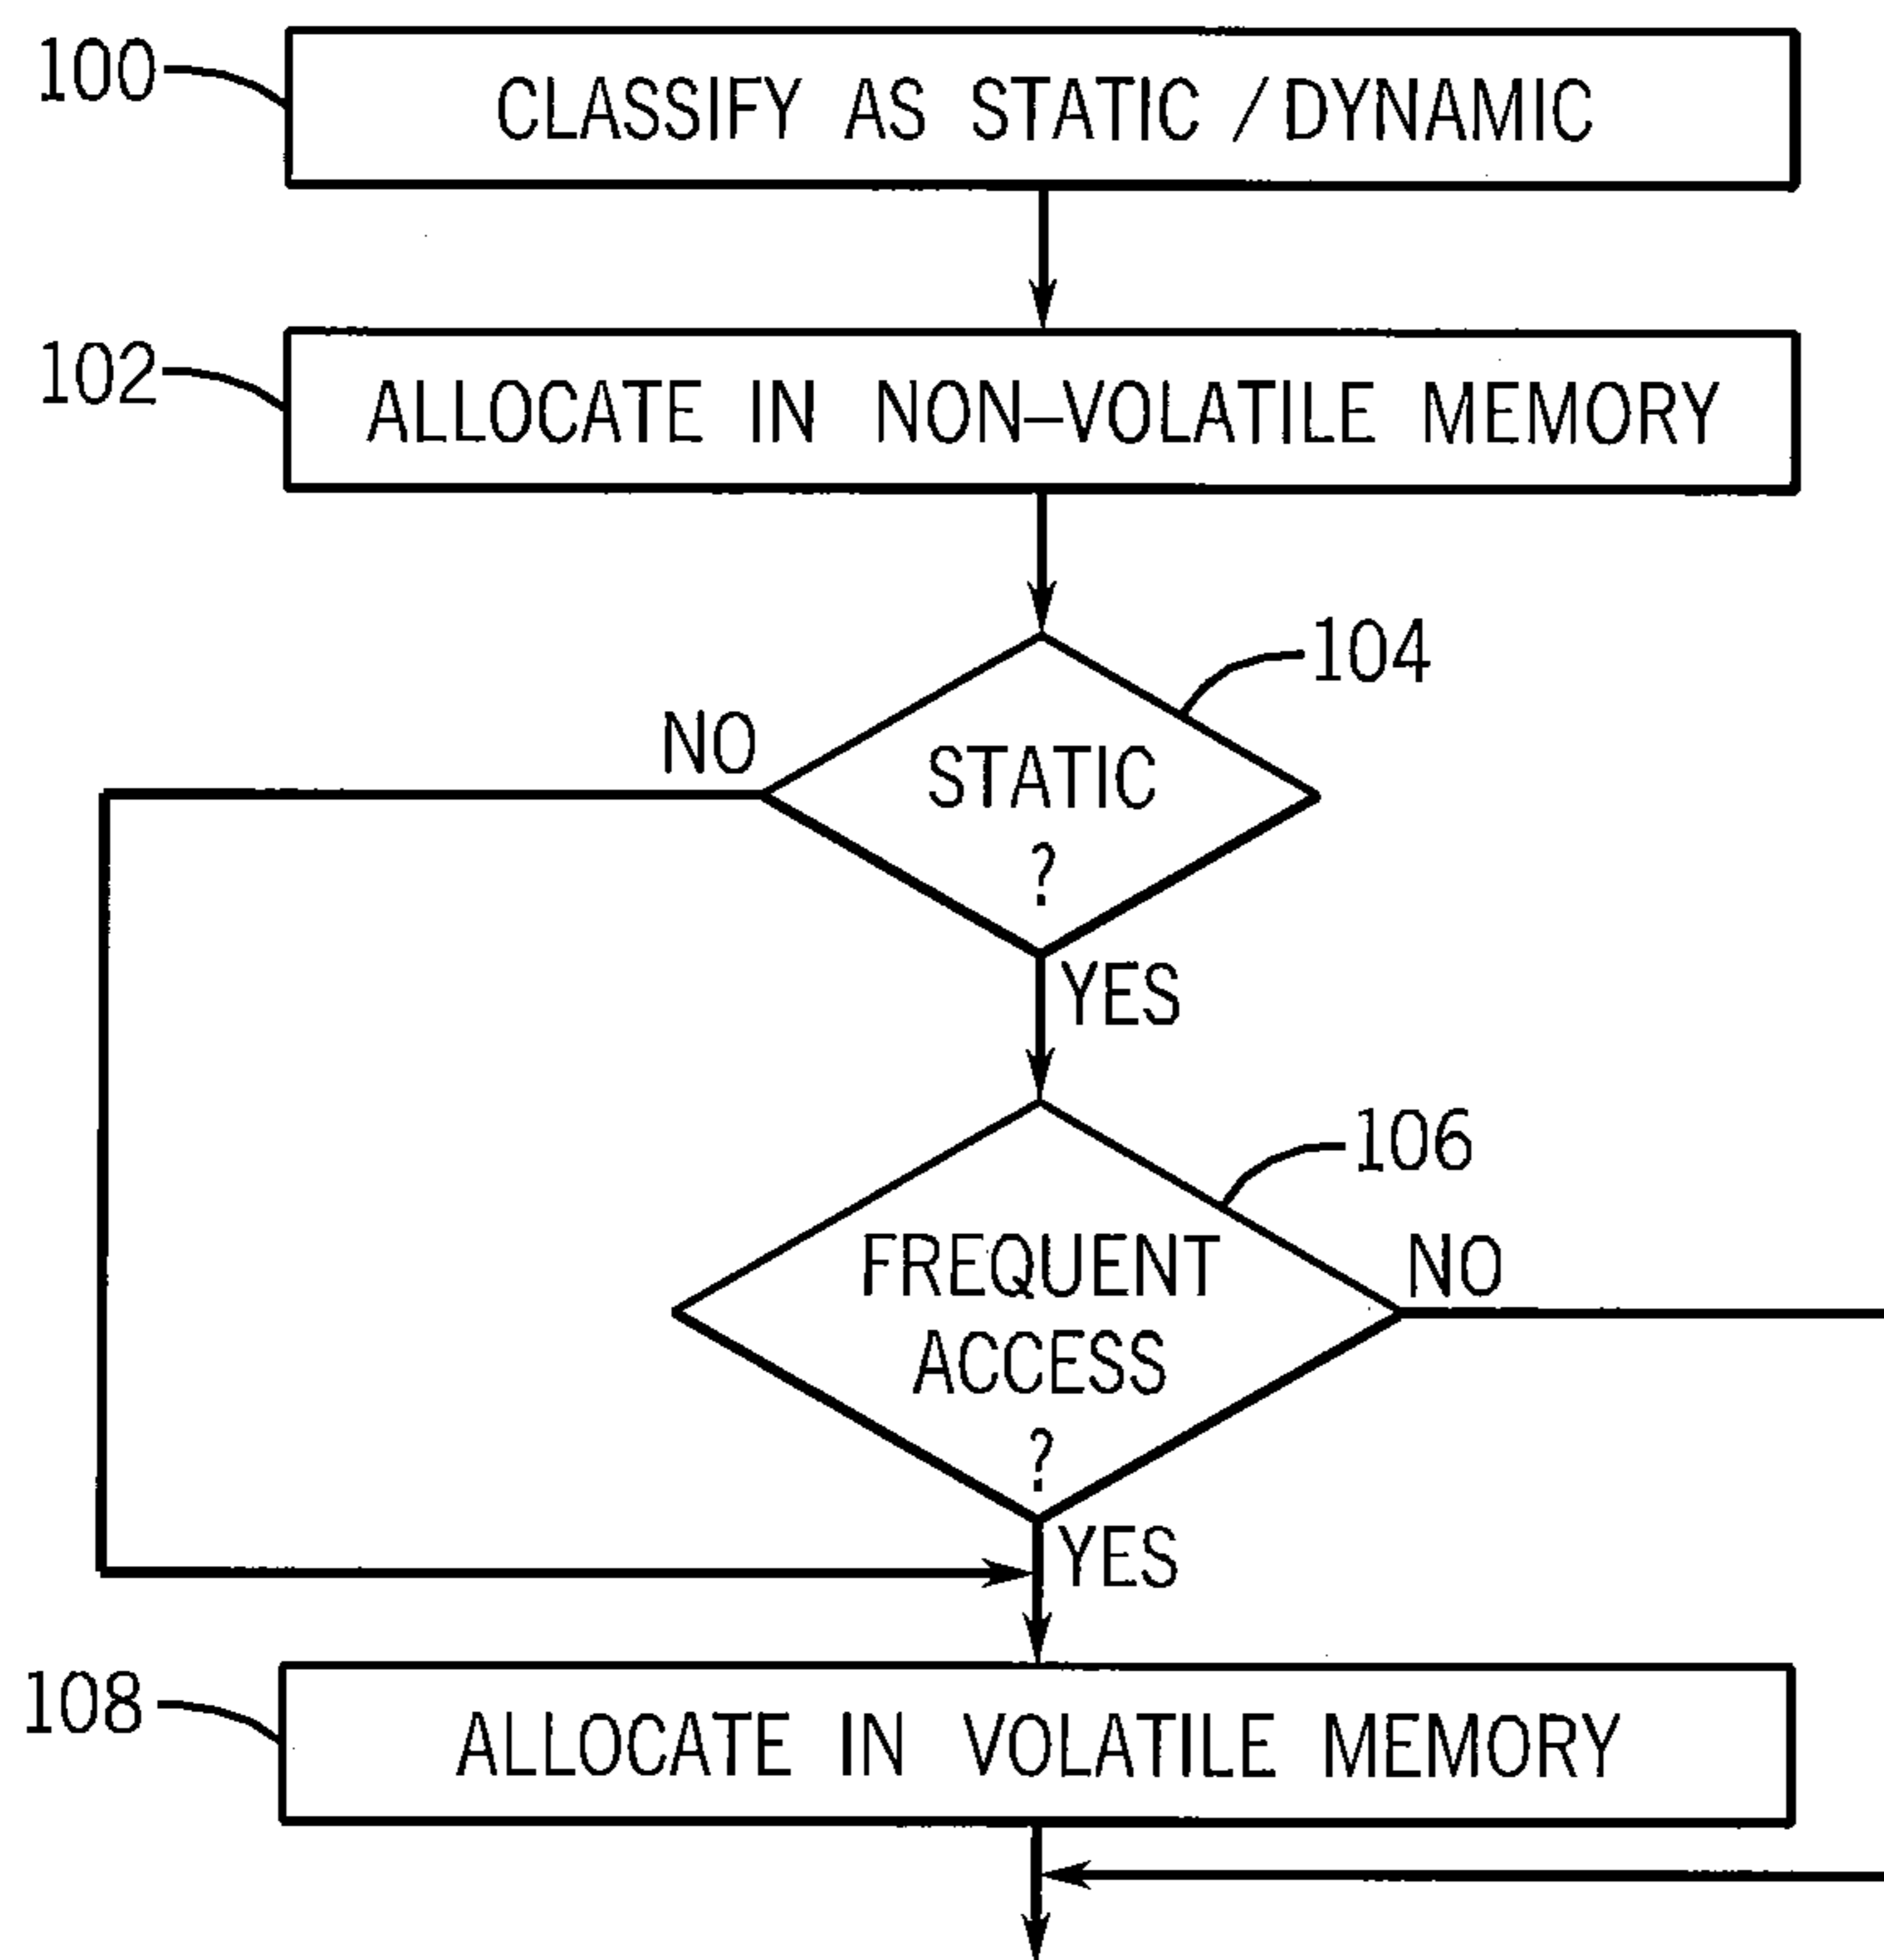 100
CLASSIFY AS STATIC / DYNAMIC
102
ALLOCATE IN NON-VOLATILE MEMORY
104
NO
STATIC
?
YES
106
FREQUENT
ACCESS
?
NO
YES
108
ALLOCATE IN VOLATILE MEMORY